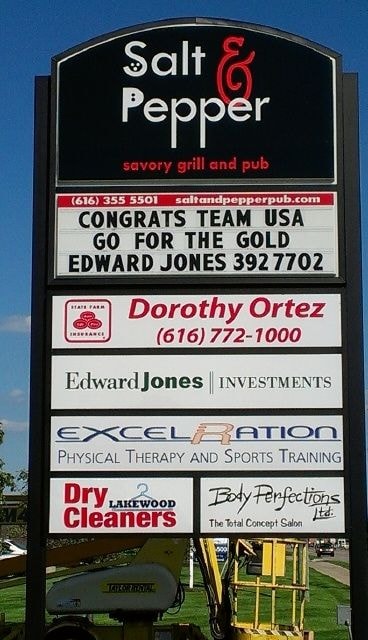 Salt &
Pepper
savory grill and pub
(616) 355 5501 saltandpepperpub.com
CONGRATS TEAM USA
GO FOR THE GOLD
EDWARD JONES 392 7702
STATE FARM
INSURANCE
Dorothy Ortez
(616) 772-1000
Edward Jones INVESTMENTS
EXCELRATION
PHYSICAL THERAPY AND SPORTS TRAINING
Dry
LAKEWOOD
Cleaners
Body Perfections
Ltd.
The Total Concept Salon